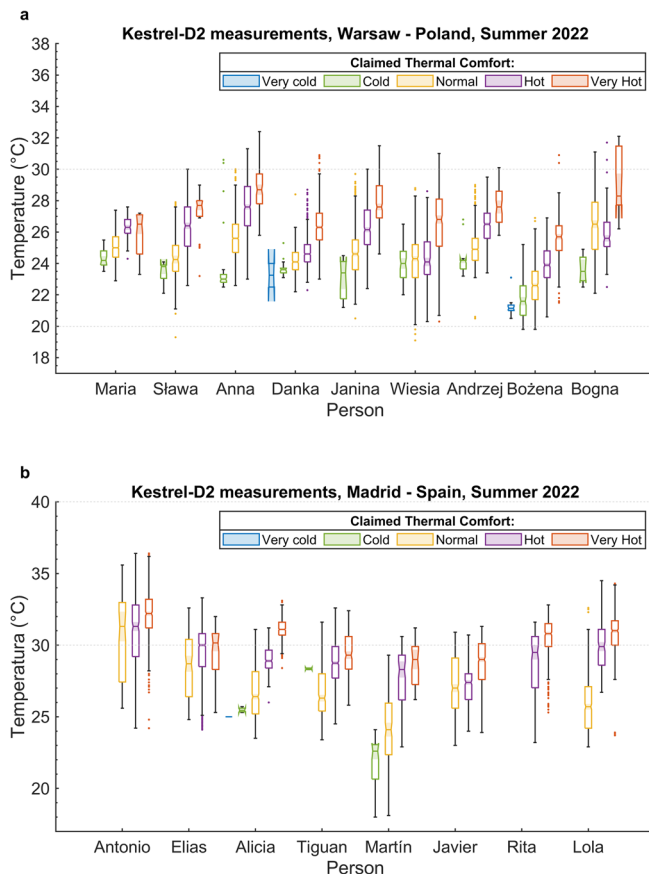 a
Kestrel-D2 measurements, Warsaw - Poland, Summer 2022
Claimed Thermal Comfort:
Very cold Cold Normal Hot Very Hot
Temperature (°C)
38
36
34
32
30
28
26
24
22
20
18
Maria Sława Anna Danka Janina Wiesia Andrzej Bożena Bogna
Person
b
Kestrel-D2 measurements, Madrid - Spain, Summer 2022
Claimed Thermal Comfort:
Very cold Cold Normal Hot Very Hot
Temperatura (°C)
40
35
30
25
20
Antonio Elias Alicia Tiguan Martín Javier Rita Lola
Person